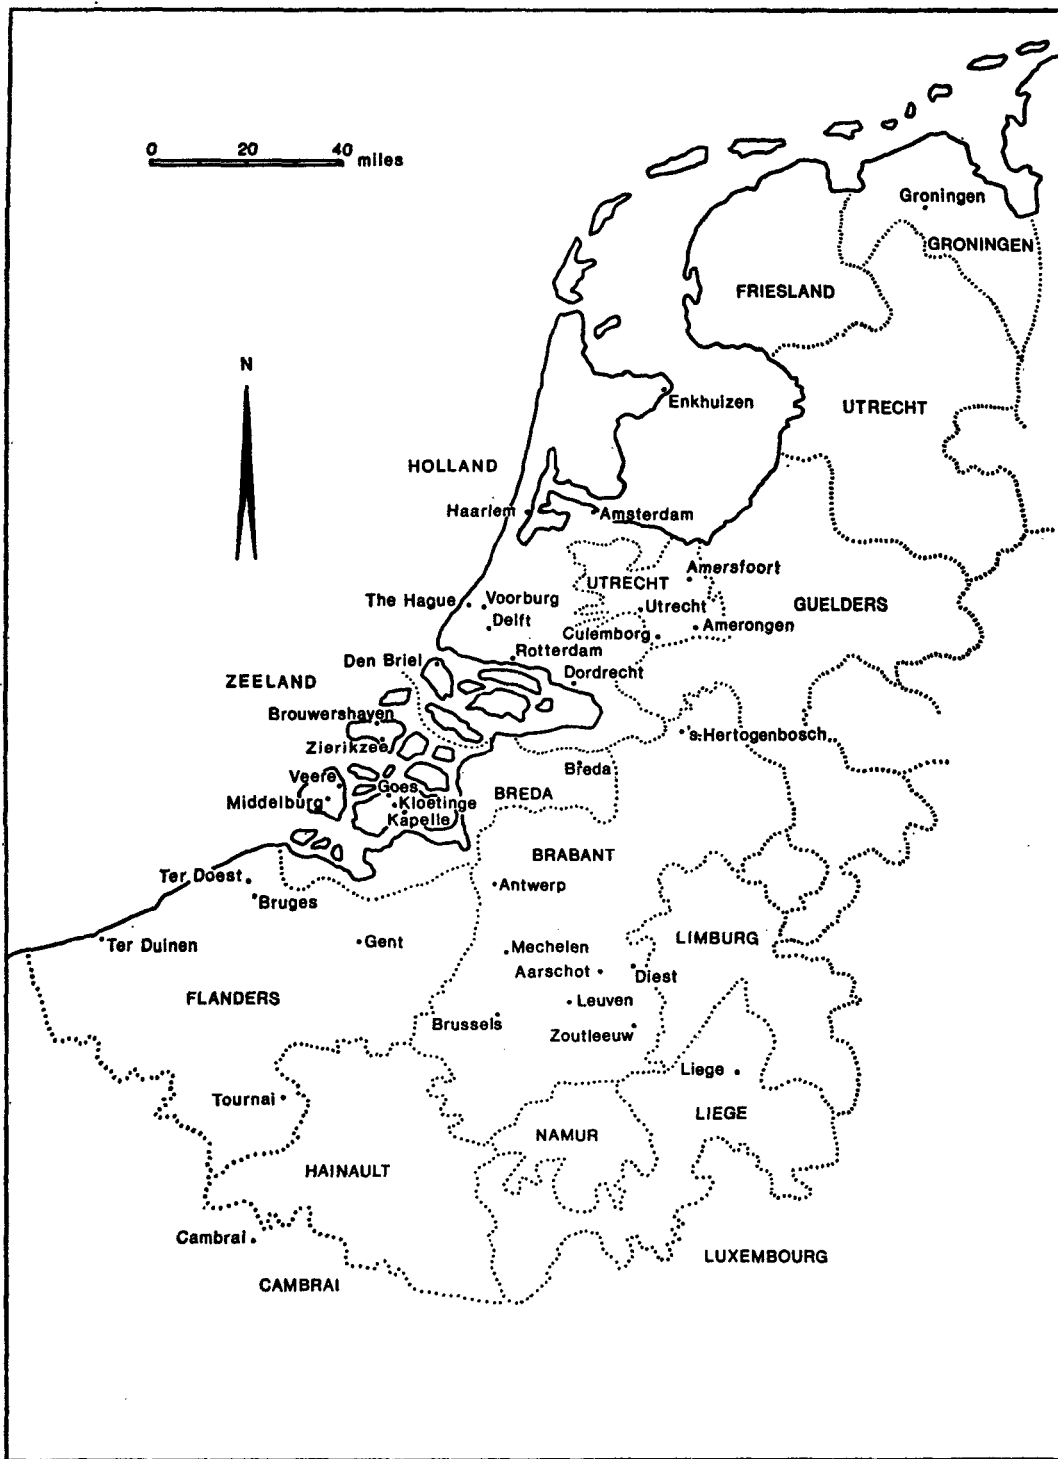 0 20 40 miles
Groningen
GRONINGEN
FRIESLAND
N
Enkhuizen
UTRECHT
HOLLAND
Haarlem
Amsterdam
Amersfoort
UTRECHT
The Hague
Voorburg
Utrecht
GUELDERS
Delft
Culemborg
Amerongen
Rotterdam
Den Briel
Dordrecht
ZEELAND
Brouwershaven
's-Hertogenbosch
Zierikzee
Breda
Veere
Goes
BREDA
Middelburg
Kloetinge
Kapelle
BRABANT
Ter Doest
Antwerp
Bruges
Ter Duinen
Gent
Mechelen
LIMBURG
Aarschot
Diest
FLANDERS
Leuven
Brussels
Zoutleeuw
Liege
Tournai
LIEGE
NAMUR
HAINAULT
Cambrai
LUXEMBOURG
CAMBRAI